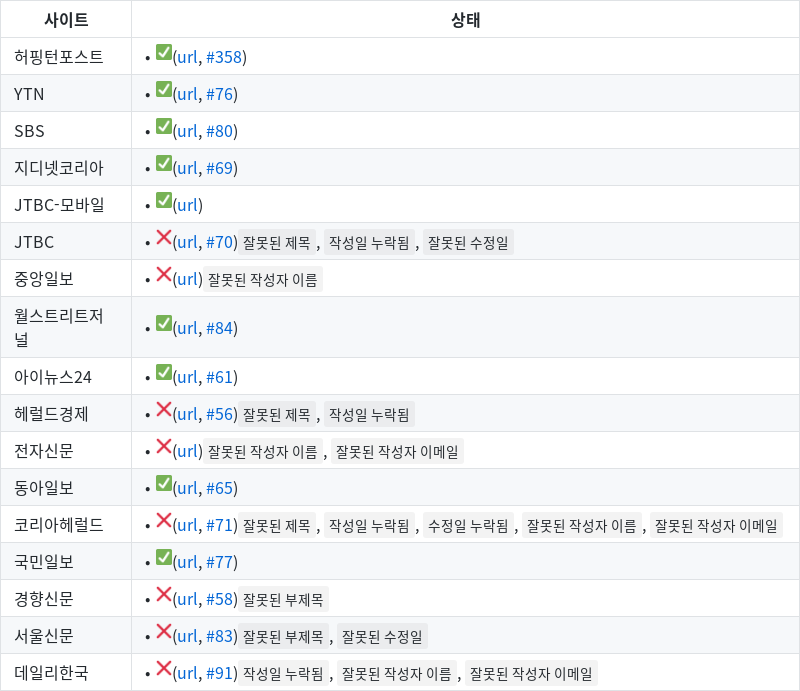 사이트 상태
허핑턴포스트 • ✅(url, #358)
YTN • ✅(url, #76)
SBS • ✅(url, #80)
지디넷코리아 • ✅(url, #69)
JTBC-모바일 • ✅(url)
JTBC • ❌(url, #70) 잘못된 제목 , 작성일 누락됨 , 잘못된 수정일
중앙일보 • ❌(url) 잘못된 작성자 이름
월스트리트저
널 • ✅(url, #84)
아이뉴스24 • ✅(url, #61)
헤럴드경제 • ❌(url, #56) 잘못된 제목 , 작성일 누락됨
전자신문 • ❌(url) 잘못된 작성자 이름 , 잘못된 작성자 이메일
동아일보 • ✅(url, #65)
코리아헤럴드 • ❌(url, #71) 잘못된 제목 , 작성일 누락됨 , 수정일 누락됨 , 잘못된 작성자 이름 , 잘못된 작성자 이메일
국민일보 • ✅(url, #77)
경향신문 • ❌(url, #58) 잘못된 부제목
서울신문 • ❌(url, #83) 잘못된 부제목 , 잘못된 수정일
데일리한국 • ❌(url, #91) 작성일 누락됨 , 잘못된 작성자 이름 , 잘못된 작성자 이메일